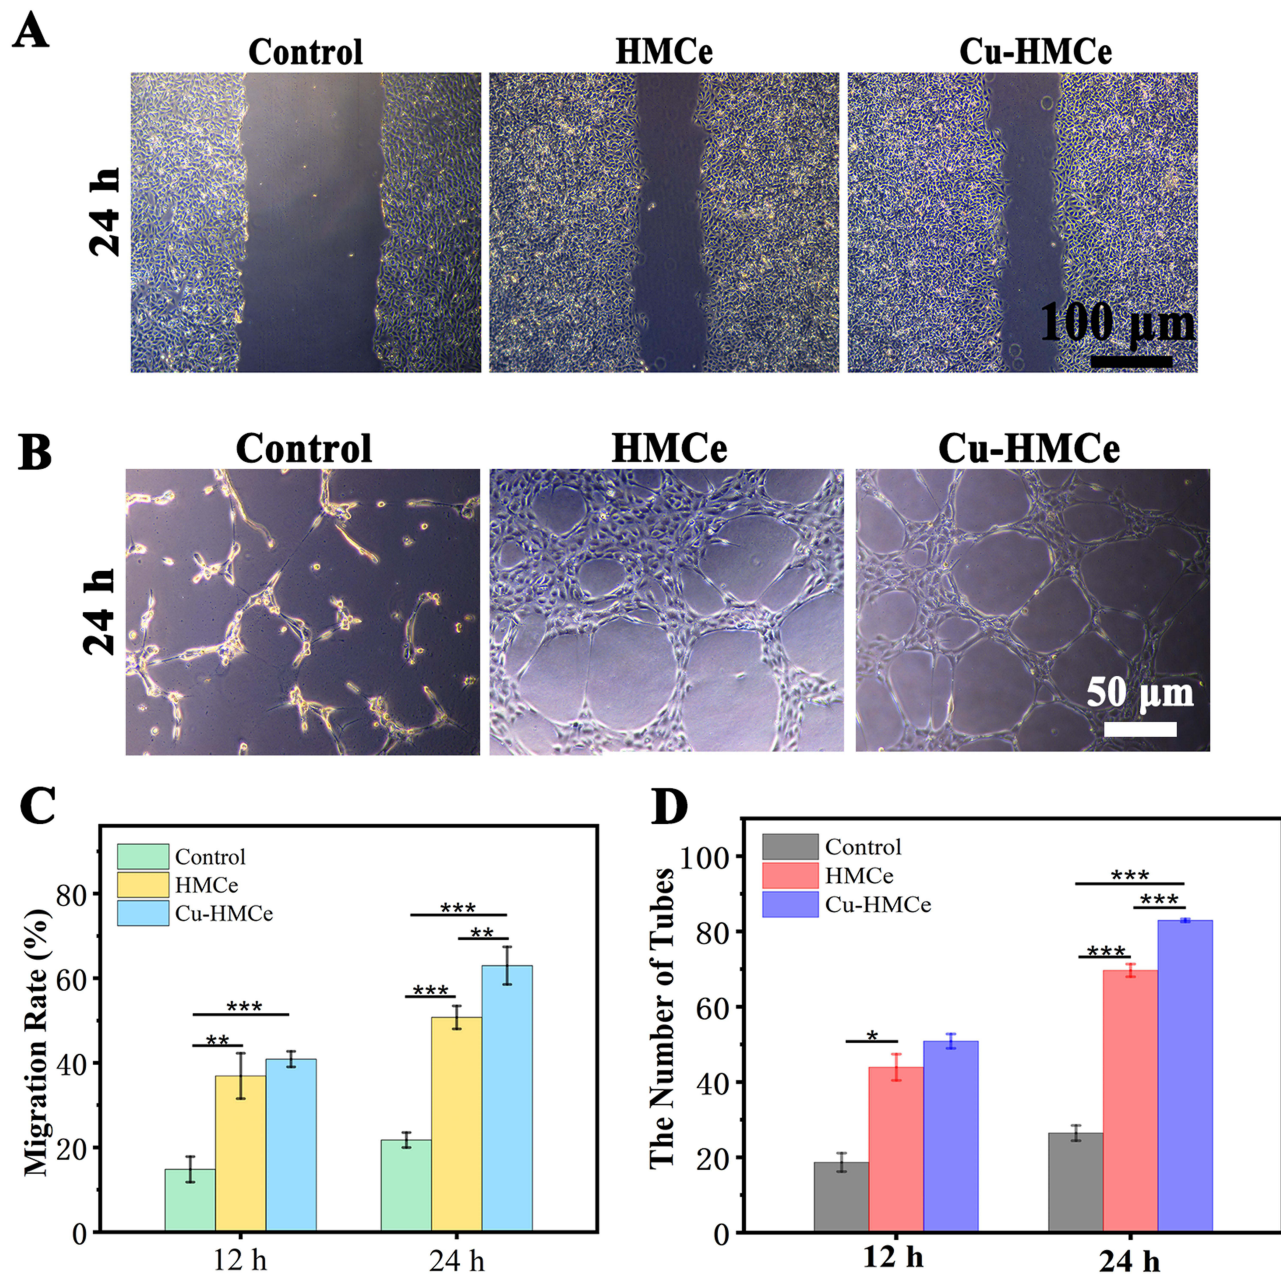 A
Control
HMCe
Cu-HMCe
24 h
100 μm
B
Control
HMCe
Cu-HMCe
24 h
50 μm
C
Migration Rate (%)
80
60
40
20
0
Control
HMCe
Cu-HMCe
***
**
***
**
***
12 h
24 h
D
The Number of Tubes
100
80
60
40
20
0
Control
HMCe
Cu-HMCe
***
***
***
*
12 h
24 h